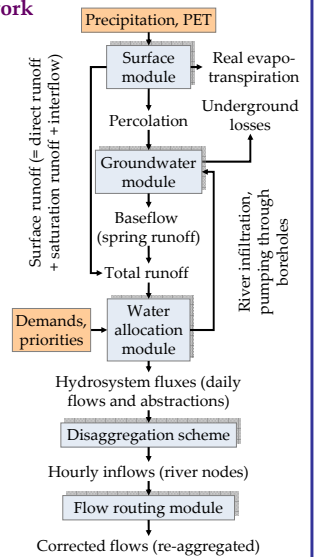 work
Precipitation, PET
Surface
module
Real evapo-
transpiration
Surface runoff (= direct runoff
+ saturation runoff + interflow)
Percolation
Underground
losses
Groundwater
module
Baseflow
(spring runoff)
River infiltration,
pumping through
boreholes
Total runoff
Demands,
priorities
Water
allocation
module
Hydrosystem fluxes (daily
flows and abstractions)
Disaggregation scheme
Hourly inflows (river nodes)
Flow routing module
Corrected flows (re-aggregated)